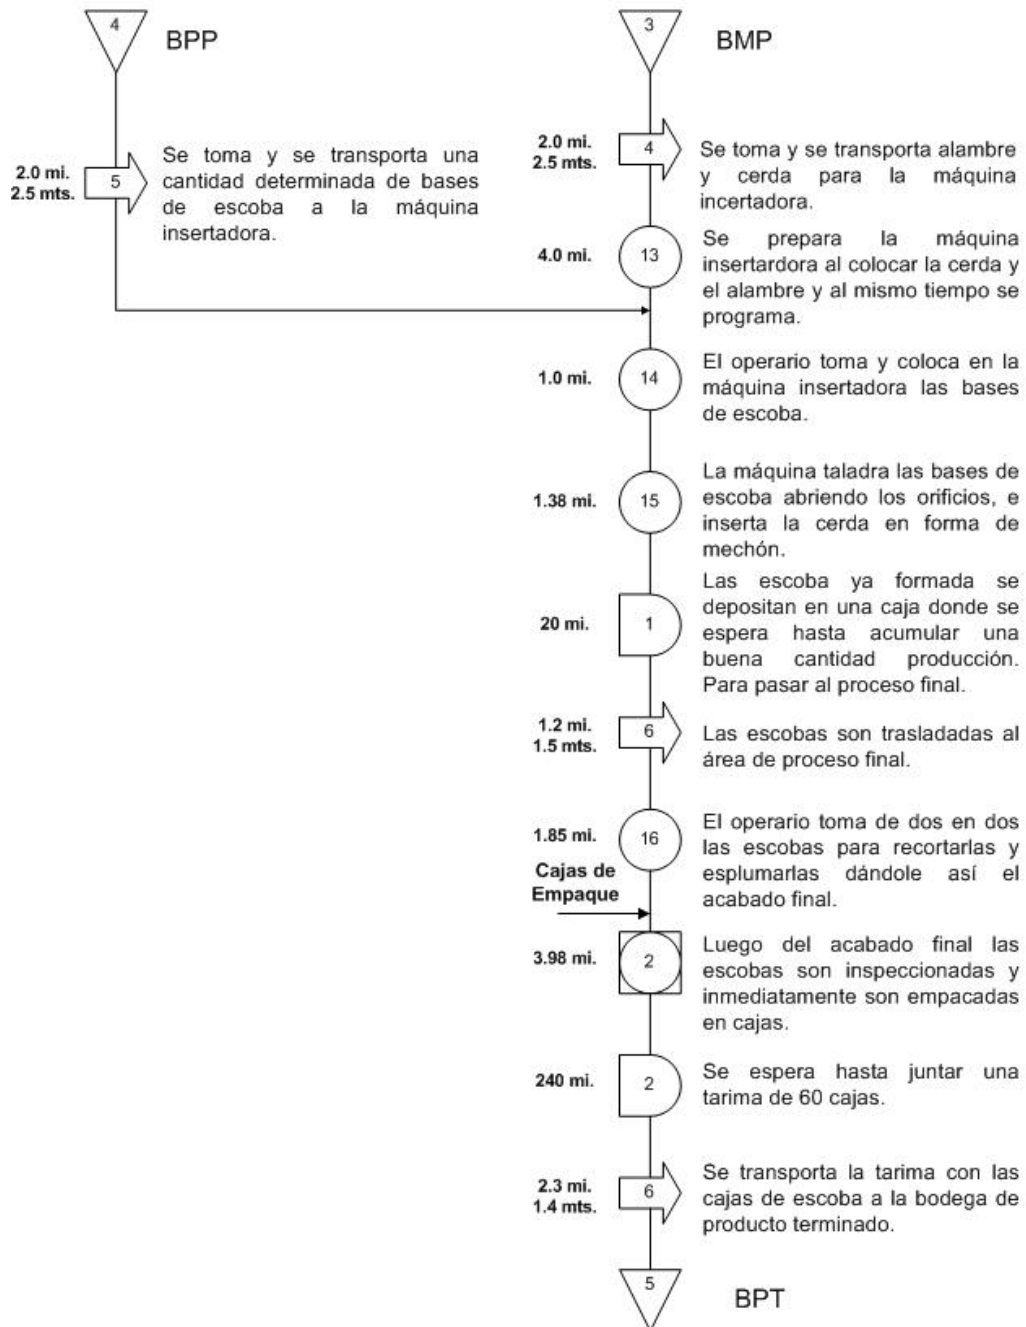 4
BPP
3
BMP
2.0 mi.
2.5 mts.
5
Se toma y se transporta una
cantidad determinada de bases
de escoba a la máquina
insertadora.
2.0 mi.
2.5 mts.
4
Se toma y se transporta alambre
y cerda para la máquina
incertadora.
4.0 mi.
13
Se prepara la máquina
insertardora al colocar la cerda y
el alambre y al mismo tiempo se
programa.
1.0 mi.
14
El operario toma y coloca en la
máquina insertadora las bases
de escoba.
1.38 mi.
15
La máquina taladra las bases de
escoba abriendo los orificios, e
inserta la cerda en forma de
mechón.
20 mi.
1
Las escoba ya formada se
depositan en una caja donde se
espera hasta acumular una
buena cantidad producción.
Para pasar al proceso final.
1.2 mi.
1.5 mts.
6
Las escobas son trasladadas al
área de proceso final.
1.85 mi.
16
El operario toma de dos en dos
las escobas para recortarlas y
esplumarlas dándole así el
acabado final.
Cajas de
Empaque
3.98 mi.
2
Luego del acabado final las
escobas son inspeccionadas y
inmediatamente son empacadas
en cajas.
240 mi.
2
Se espera hasta juntar una
tarima de 60 cajas.
2.3 mi.
1.4 mts.
6
Se transporta la tarima con las
cajas de escoba a la bodega de
producto terminado.
5
BPT